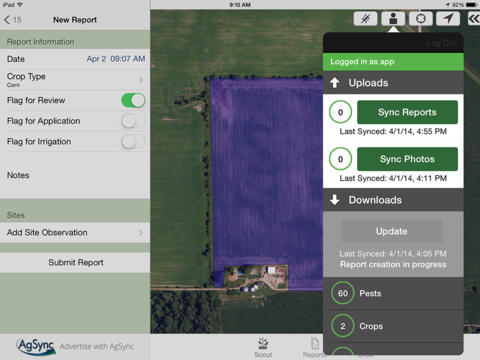 iPad
9:10 AM
92%
15
New Report
Log Out
Report Information
Logged in as app
Date
Apr 2 09:07 AM
Uploads
Crop Type
Corn
0
Sync Reports
Flag for Review
Last Synced: 4/1/14, 4:55 PM
Flag for Application
Flag for Irrigation
0
Sync Photos
Last Synced: 4/1/14, 4:11 PM
Notes
Downloads
Sites
Update
Add Site Observation
Last Synced: 4/1/14, 4:05 PM
Report creation in progress
Submit Report
60 Pests
2 Crops
AgSync
Advertise with AgSync
Scout
Reports